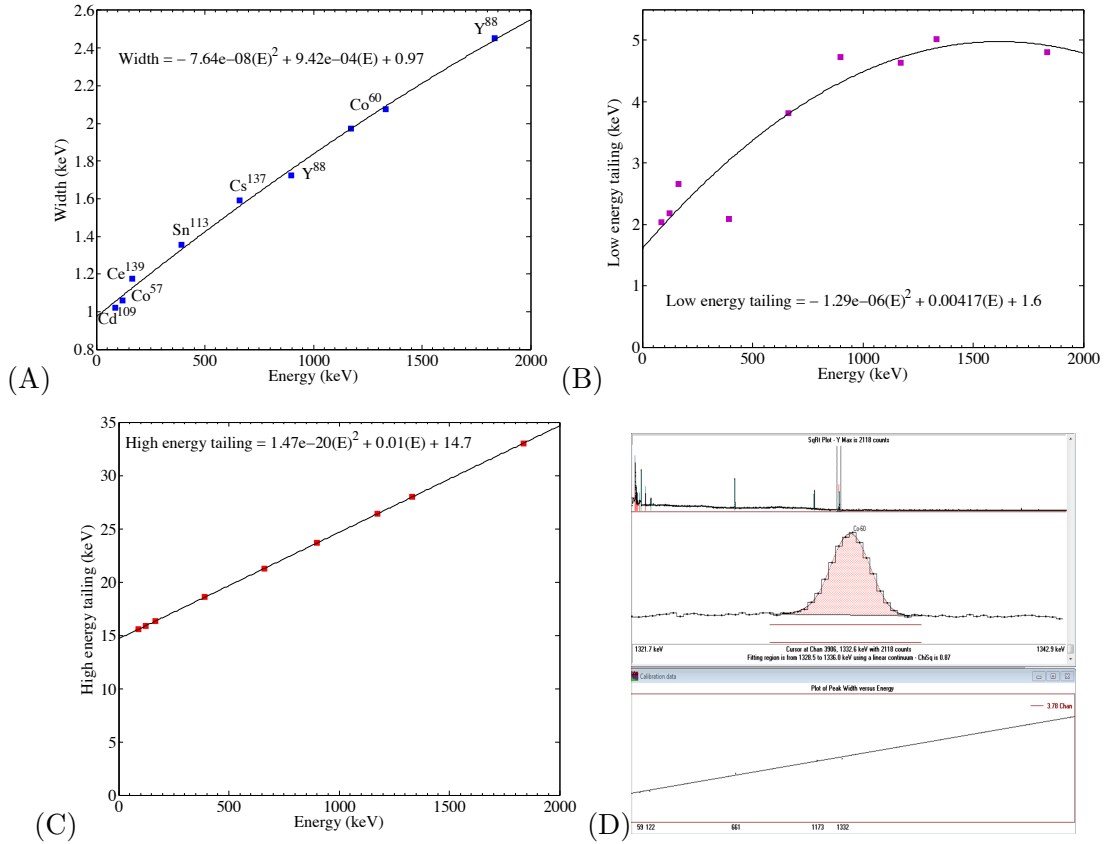 2.6
2.4
2.2
2
1.8
1.6
1.4
1.2
1
0.8
Width (keV)
Width = − 7.64e−08(E)² + 9.42e−04(E) + 0.97
Y⁸⁸
Co⁶⁰
Y⁸⁸
Cs¹³⁷
Sn¹¹³
Ce¹³⁹
Co⁵⁷
Cd¹⁰⁹
0 500 1000 1500 2000
Energy (keV)
(A)
5
4
3
2
1
0
Low energy tailing (keV)
Low energy tailing = − 1.29e−06(E)² + 0.00417(E) + 1.6
0 500 1000 1500 2000
Energy (keV)
(B)
35
30
25
20
15
10
5
0
High energy tailing (keV)
High energy tailing = 1.47e−20(E)² + 0.01(E) + 14.7
0 500 1000 1500 2000
Energy (keV)
(C)
SqRt Plot - Y Max is 2118 counts
Co-60
1321.7 keV Cursor at Chan 3906, 1332.6 keV with 2118 counts 1342.9 keV
Fitting region is from 1328.5 to 1336.0 keV using a linear continuum - ChiSq is 0.87
Calibration data
Plot of Peak Width versus Energy
3.78 Chan
59 122 661 1173 1332
(D)